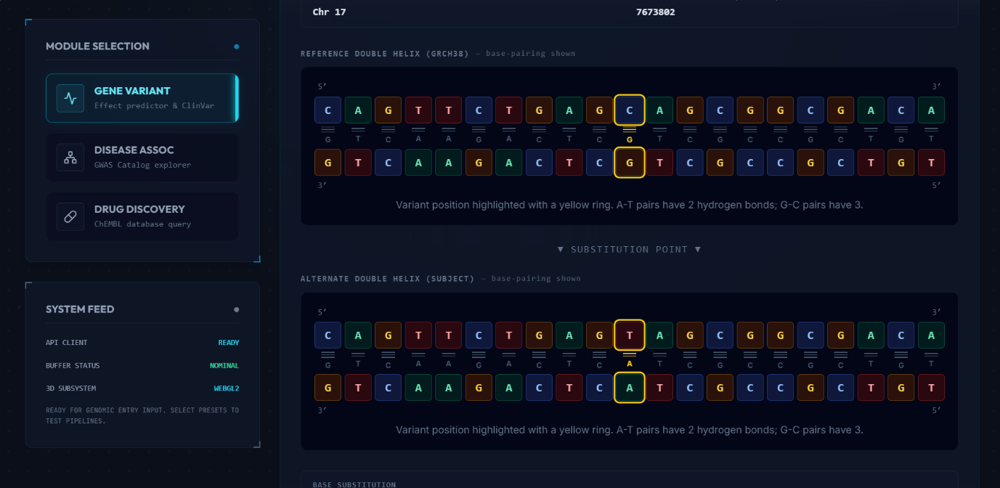 Chr 17
7673802
MODULE SELECTION
GENE VARIANT
Effect predictor & ClinVar
DISEASE ASSOC
GWAS Catalog explorer
DRUG DISCOVERY
ChEMBL database query
SYSTEM FEED
API CLIENT READY
BUFFER STATUS NOMINAL
3D SUBSYSTEM WEBGL2
READY FOR GENOMIC ENTRY INPUT. SELECT PRESETS TO
TEST PIPELINES.
REFERENCE DOUBLE HELIX (GRCH38) — base-pairing shown
5′ 3′
C A G T T C T G A G C A G C G G C G A C A
G T C A A G A C T C G T C G C C G C T G T
G T C A A G A C T C G T C G C C G C T G T
3′ 5′
Variant position highlighted with a yellow ring. A-T pairs have 2 hydrogen bonds; G-C pairs have 3.
▼ SUBSTITUTION POINT ▼
ALTERNATE DOUBLE HELIX (SUBJECT) — base-pairing shown
5′ 3′
C A G T T C T G A G T A G C G G C G A C A
G T C A A G A C T C A T C G C C G C T G T
G T C A A G A C T C A T C G C C G C T G T
3′ 5′
Variant position highlighted with a yellow ring. A-T pairs have 2 hydrogen bonds; G-C pairs have 3.
BASE SUBSTITUTION